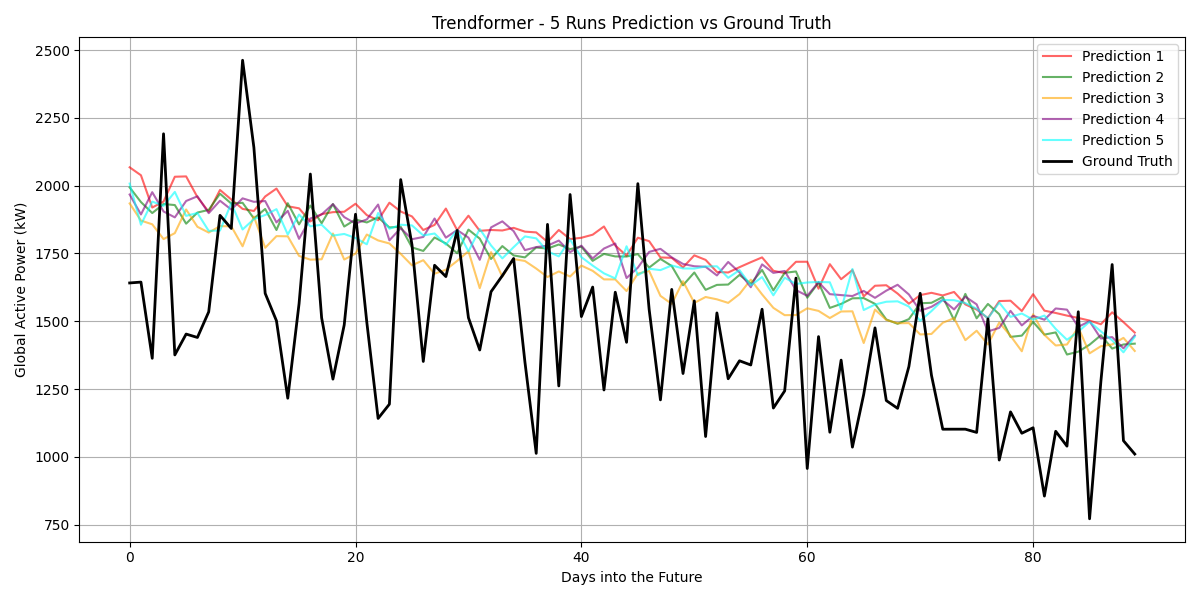 Trendformer - 5 Runs Prediction vs Ground Truth
Global Active Power (kW)
2500
2250
2000
1750
1500
1250
1000
750
Prediction 1
Prediction 2
Prediction 3
Prediction 4
Prediction 5
Ground Truth
0 20 40 60 80
Days into the Future